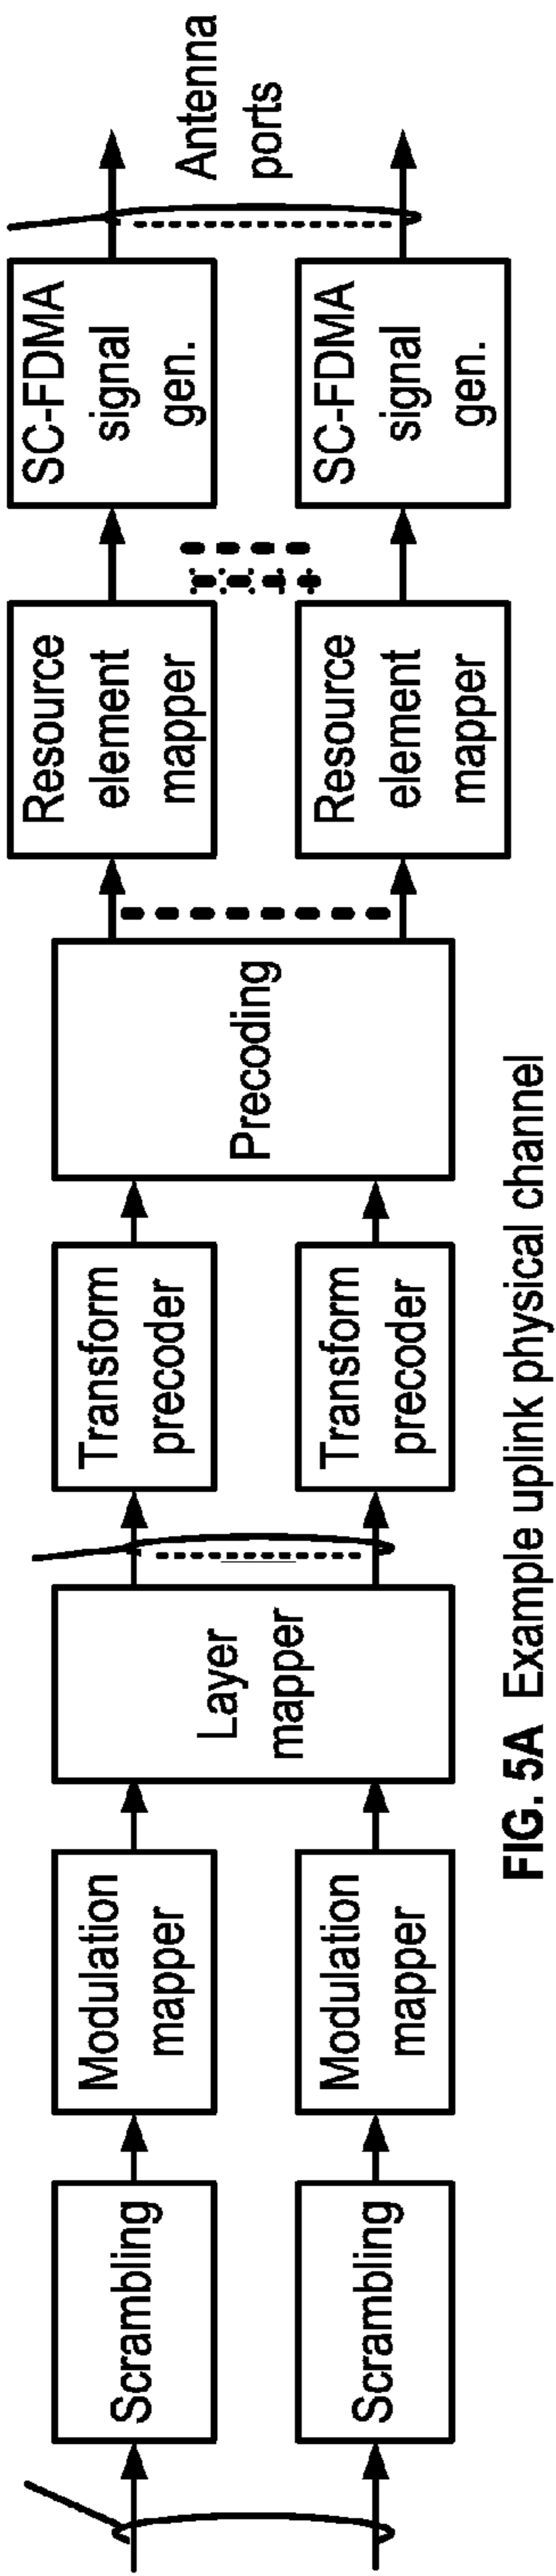 Scrambling
Modulation
mapper
Layer
mapper
Transform
precoder
Precoding
Resource
element
mapper
SC-FDMA
signal
gen.
Antenna
ports
Scrambling
Modulation
mapper
Transform
precoder
Resource
element
mapper
SC-FDMA
signal
gen.
FIG. 5A Example uplink physical channel